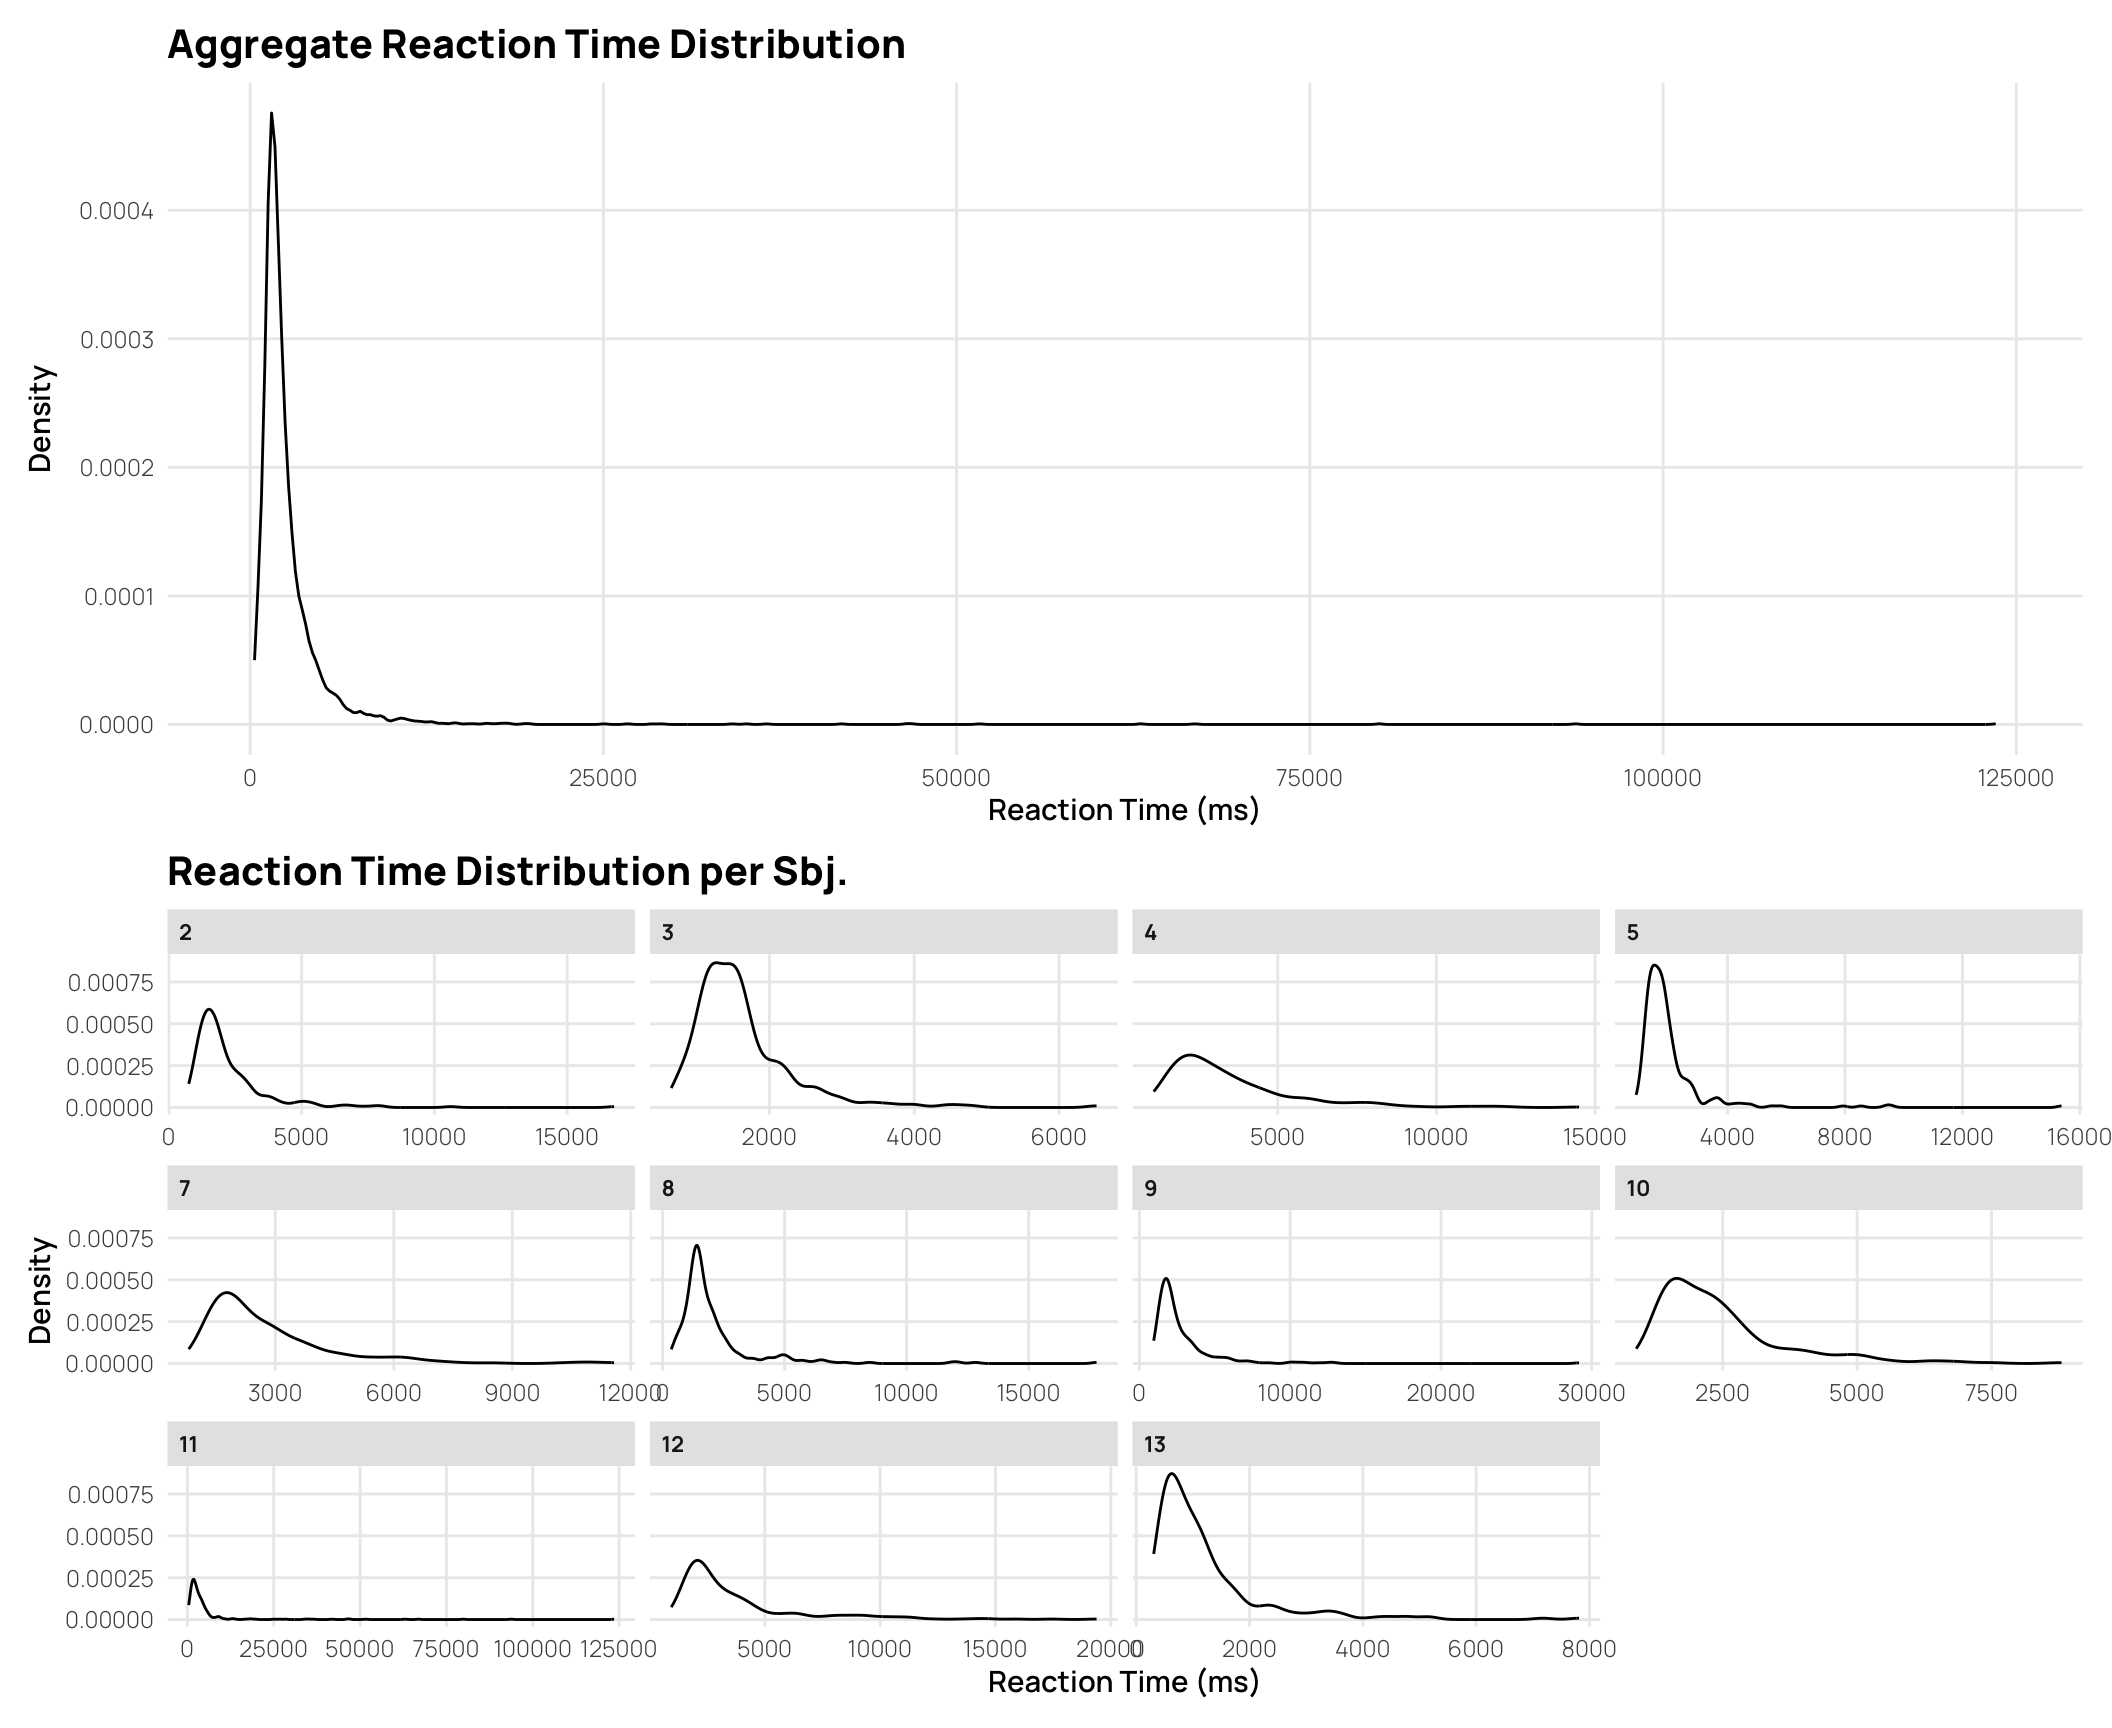 Aggregate Reaction Time Distribution
0.0004
0.0003
0.0002
0.0001
0.0000
Density
0 25000 50000 75000 100000 125000
Reaction Time (ms)
Reaction Time Distribution per Sbj.
2 3 4 5
0.00075
0.00050
0.00025
0.00000
0 5000 10000 15000 2000 4000 6000 5000 10000 15000 4000 8000 12000 16000
7 8 9 10
0.00075
0.00050
0.00025
0.00000
Density
3000 6000 9000 12000 0 5000 10000 15000 0 10000 20000 30000 2500 5000 7500
11 12 13
0.00075
0.00050
0.00025
0.00000
0 25000 50000 75000 100000 125000 5000 10000 15000 20000 0 2000 4000 6000 8000
Reaction Time (ms)